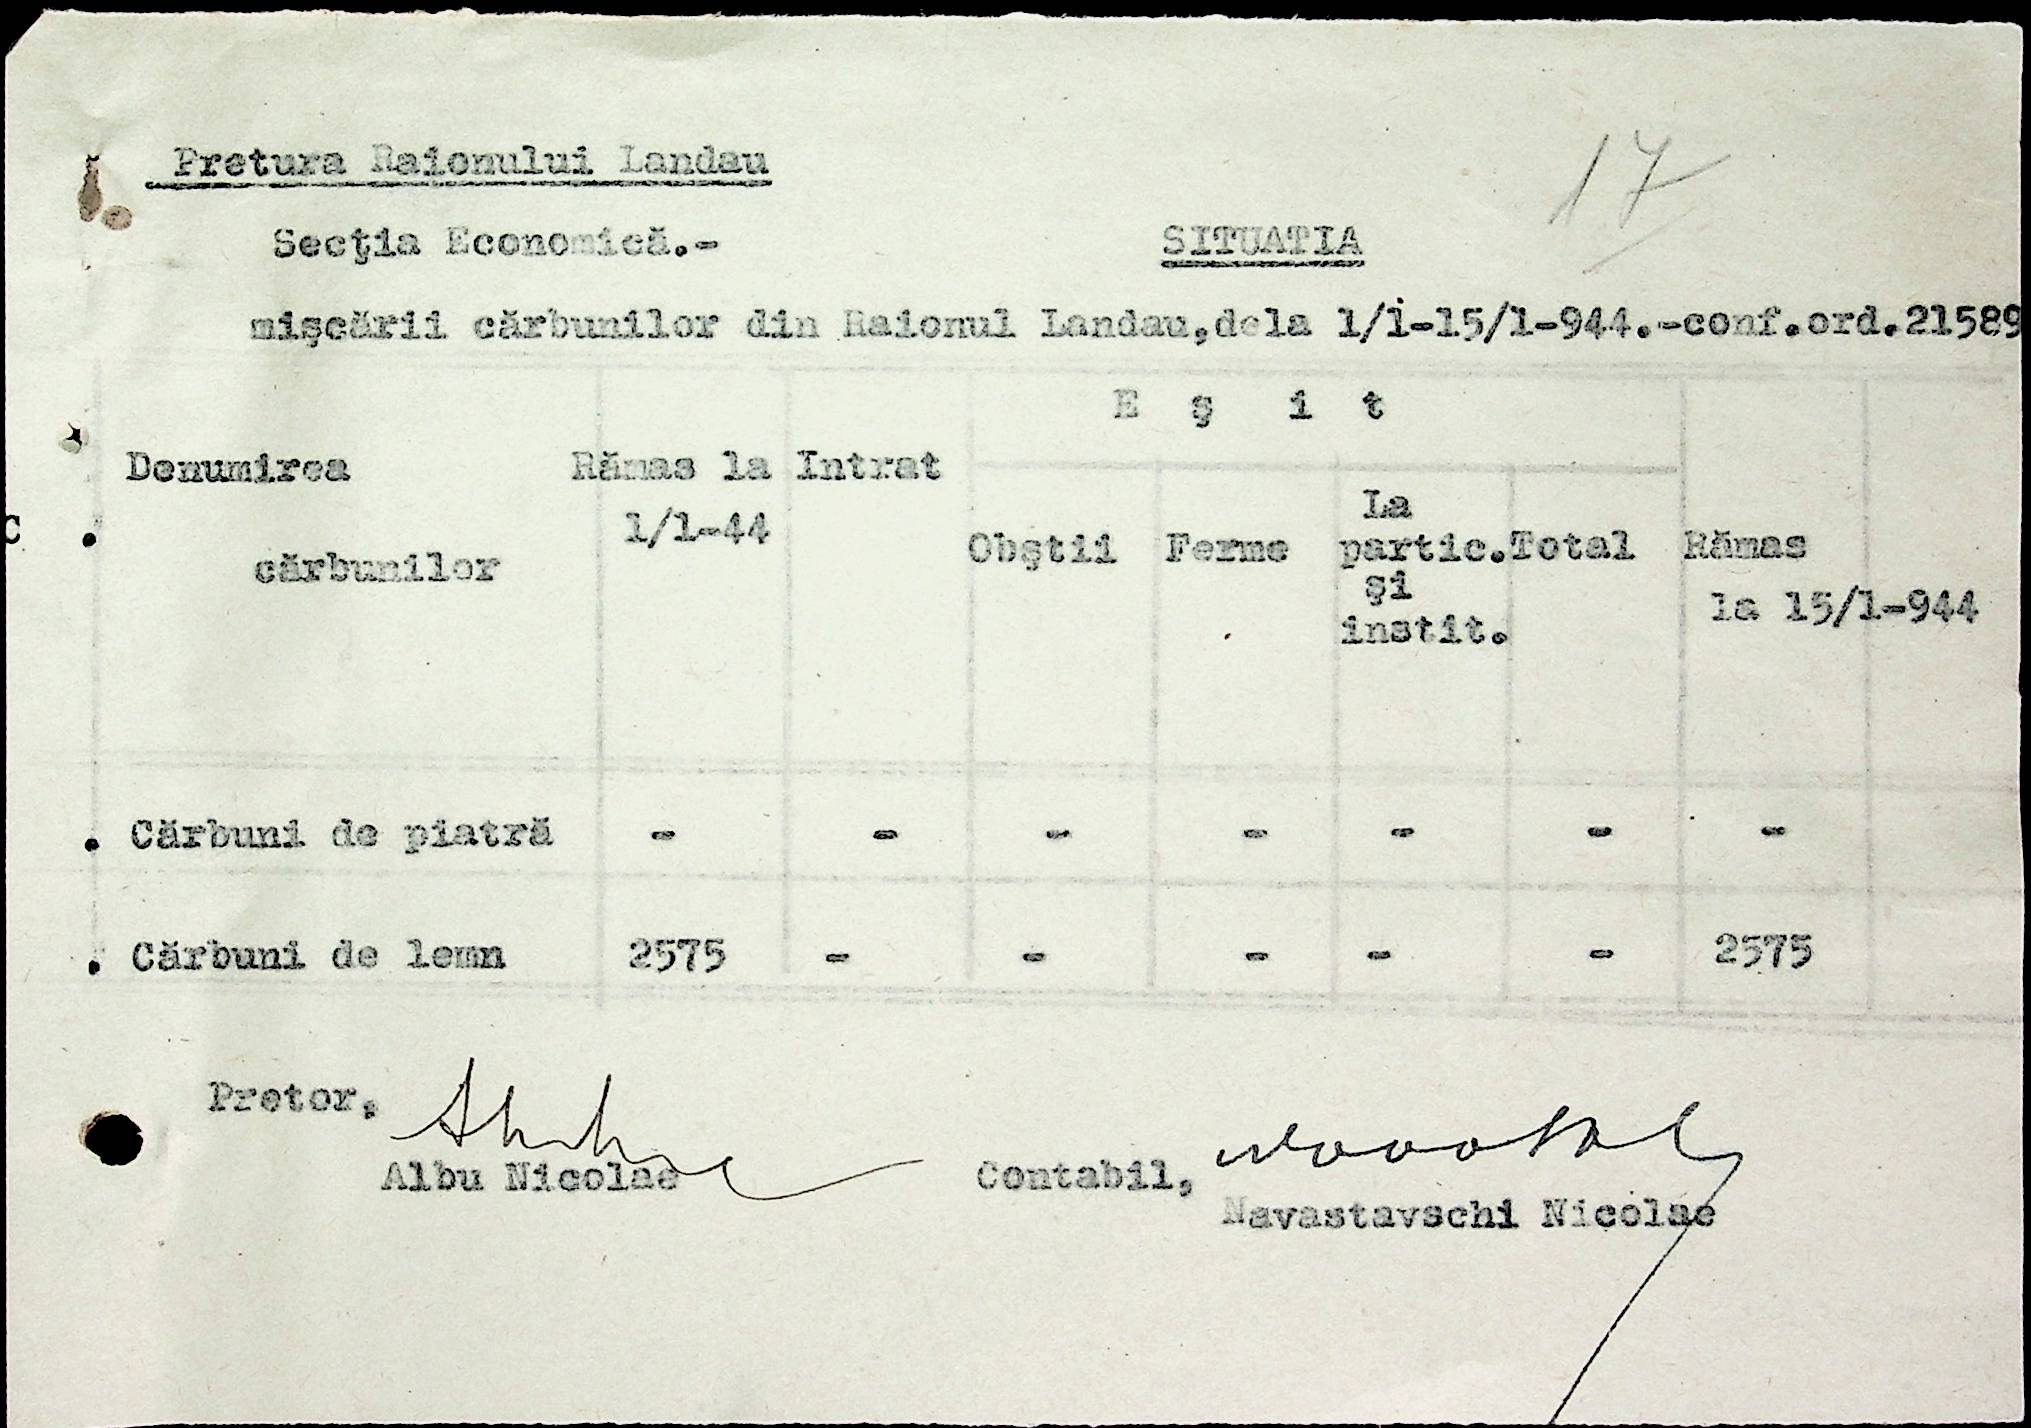 17
Pretura Raionului Landau
Secţia Economică.-
SITUATIA
mişcării cărbunilor din Raionul Landau,dela 1/1-15/1-944.-conf.ord.21589
E ş i t
Denumirea Rămas la Intrat
1/1-44
cărbunilor
Obştii Ferme La partic. şi instit. Total Rămas
la 15/1-944
Cărbuni de piatră - - - - - - -
Cărbuni de lemn 2575 - - - - - 2575
Pretor,
Albu Nicolae
Contabil,
Navastavschi Nicolae